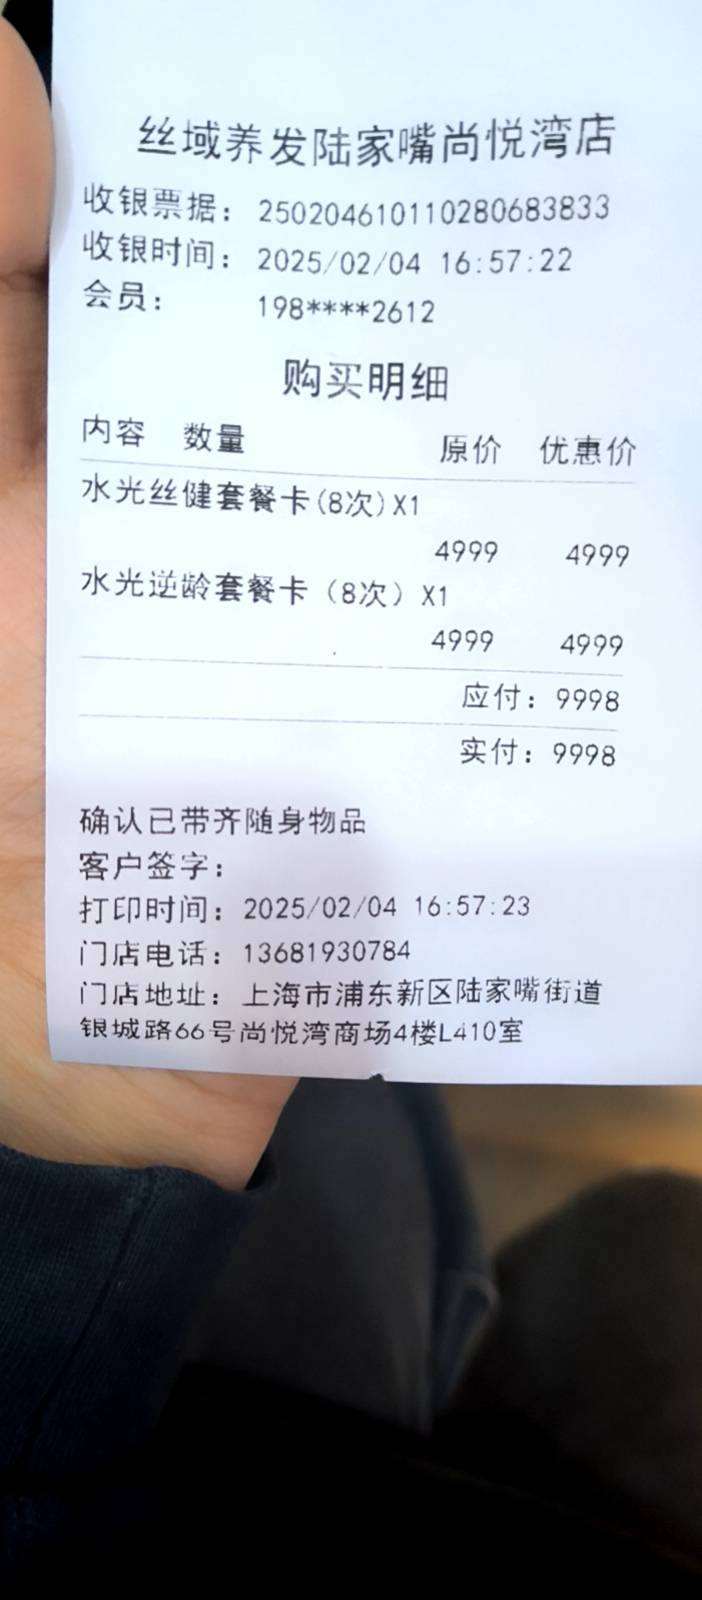 丝域养发陆家嘴尚悦湾店
收银票据：250204610110280683833
收银时间：2025/02/04 16:57:22
会员： 198****2612
购买明细
内容 数量 原价 优惠价
水光丝健套餐卡(8次)X1
4999 4999
水光逆龄套餐卡（8次）X1
4999 4999
应付：9998
实付：9998
确认已带齐随身物品
客户签字：
打印时间：2025/02/04 16:57:23
门店电话：13681930784
门店地址：上海市浦东新区陆家嘴街道
银城路66号尚悦湾商场4楼L410室